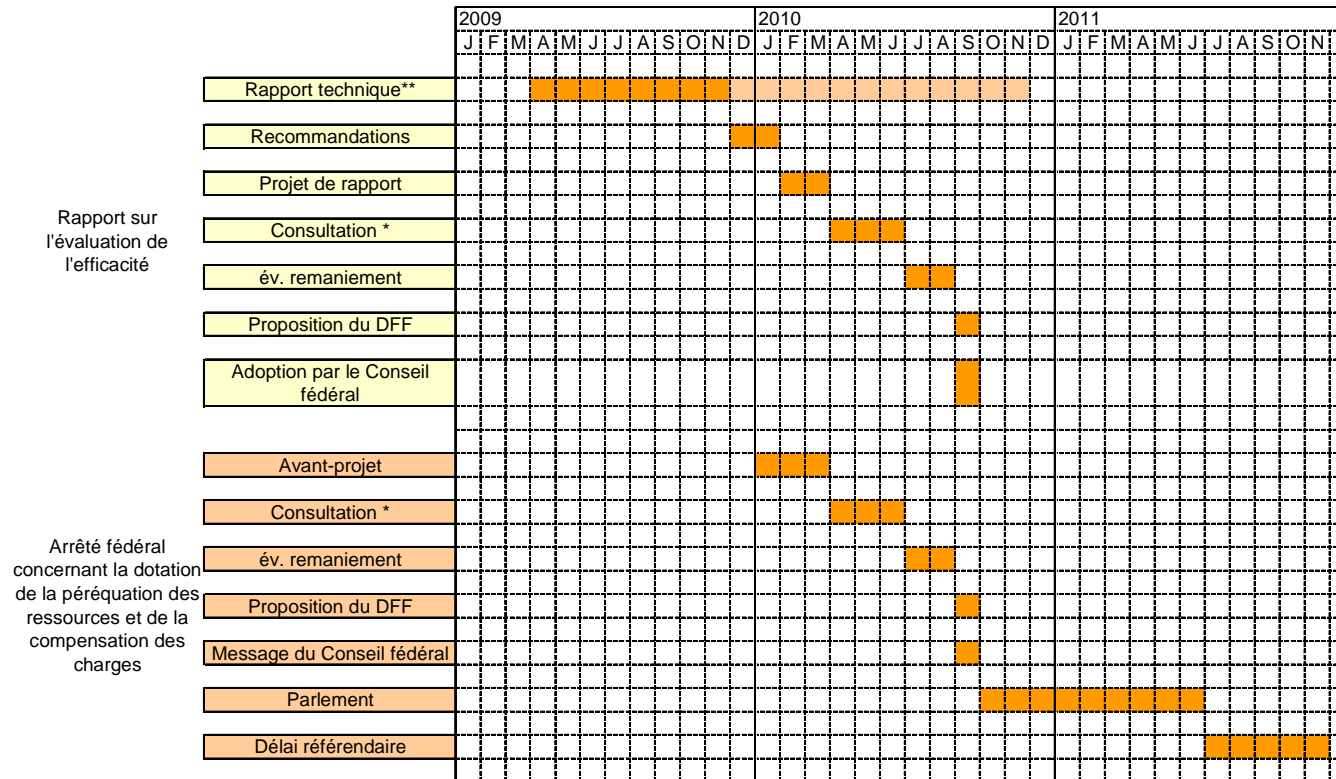 2009 2010 2011
J F M A M J J A S O N D J F M A M J J A S O N D J F M A M J J A S O N
Rapport technique**
Recommandations
Projet de rapport
Rapport sur
l'évaluation de
l'efficacité
Consultation *
év. remaniement
Proposition du DFF
Adoption par le Conseil
fédéral
Avant-projet
Consultation *
Arrêté fédéral
concernant la dotation
de la péréquation des
ressources et de la
compensation des
charges
év. remaniement
Proposition du DFF
Message du Conseil fédéral
Parlement
Délai référendaire